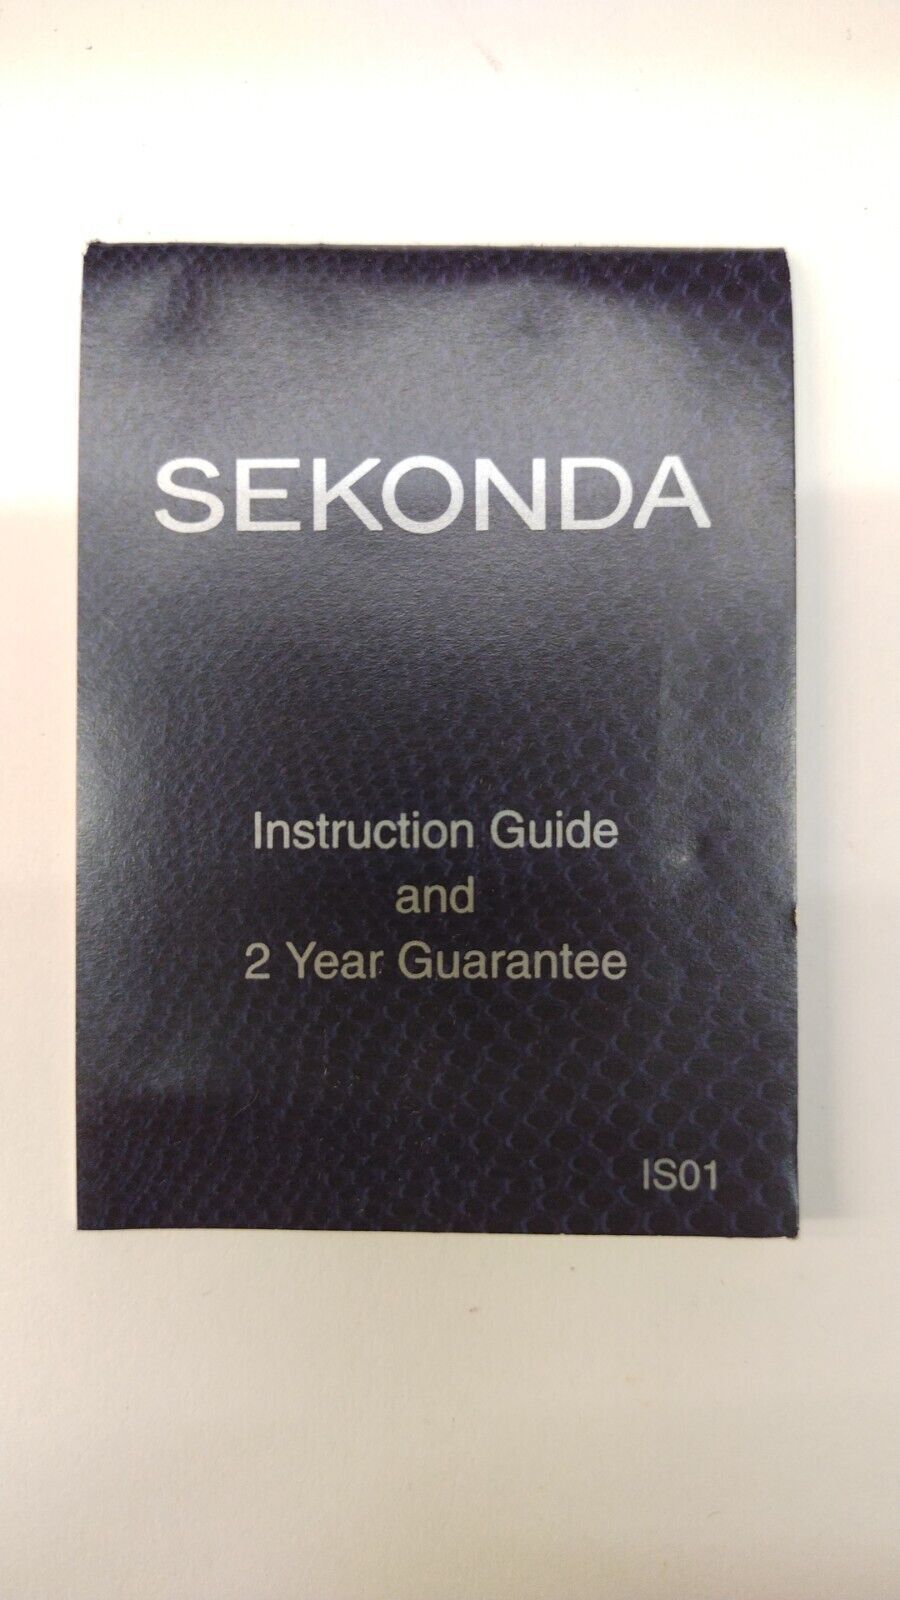 SEKONDA
Instruction Guide
and
2 Year Guarantee
IS01